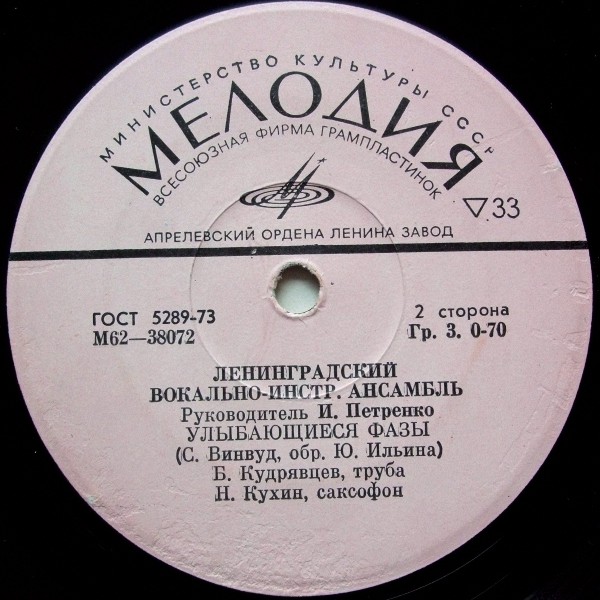 МИНИСТЕРСТВО КУЛЬТУРЫ СССР
МЕЛОДИЯ
ВСЕСОЮЗНАЯ ФИРМА ГРАМПЛАСТИНОК
▽33
АПРЕЛЕВСКИЙ ОРДЕНА ЛЕНИНА ЗАВОД
ГОСТ 5289-73
2 сторона
М62—38072
Гр. 3. 0-70
ЛЕНИНГРАДСКИЙ
ВОКАЛЬНО-ИНСТР. АНСАМБЛЬ
Руководитель И. Петренко
УЛЫБАЮЩИЕСЯ ФАЗЫ
(С. Винвуд, обр. Ю. Ильина)
Б. Кудрявцев, труба
Н. Кухин, саксофон